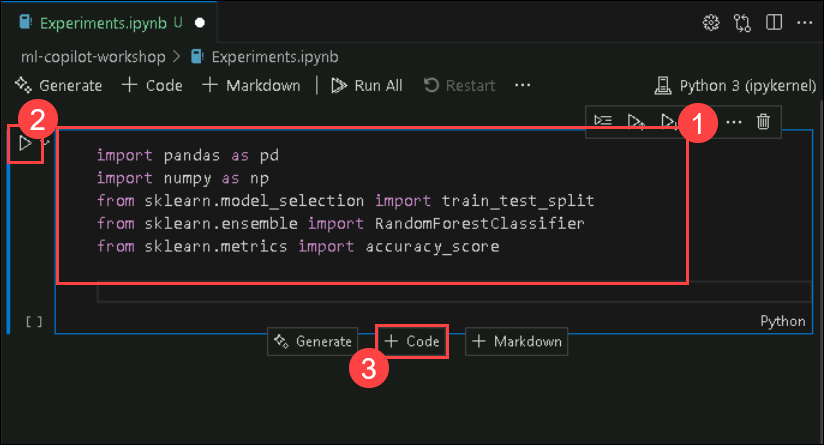 Experiments.ipynb U
ml-copilot-workshop > Experiments.ipynb
Generate + Code + Markdown | Run All Restart ... Python 3 (ipykernel)
2
1
...
import pandas as pd
import numpy as np
from sklearn.model_selection import train_test_split
from sklearn.ensemble import RandomForestClassifier
from sklearn.metrics import accuracy_score
[ ]
Python
Generate + Code + Markdown
3